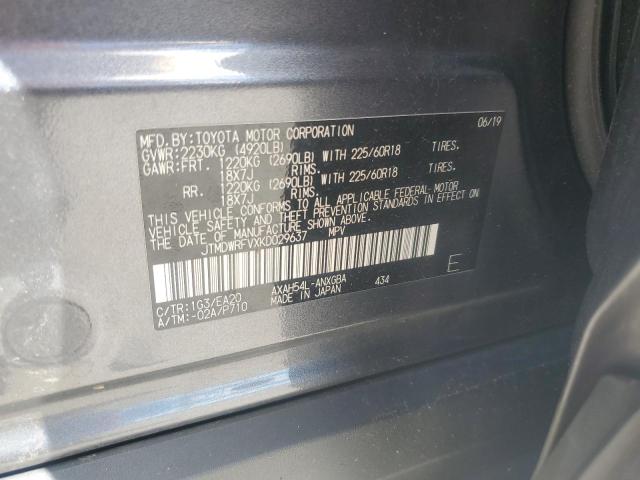 MFD.BY:TOYOTA MOTOR CORPORATION 06/19
GVWR:2230KG (4920LB)
GAWR:FRT. 1220KG (2690LB) WITH 225/60R18 TIRES.
18X7J RIMS.
RR. 1220KG (2690LB) WITH 225/60R18 TIRES.
18X7J RIMS.
THIS VEHICLE CONFORMS TO ALL APPLICABLE FEDERAL MOTOR
VEHICLE SAFETY AND THEFT PREVENTION STANDARDS IN EFFECT ON
THE DATE OF MANUFACTURE SHOWN ABOVE.
JTMDWRFVXKD029637 MPV
AXAH54L-ANXGBA 434
C/TR:1G3/EA20 MADE IN JAPAN
A/TM:-02A/P710
E